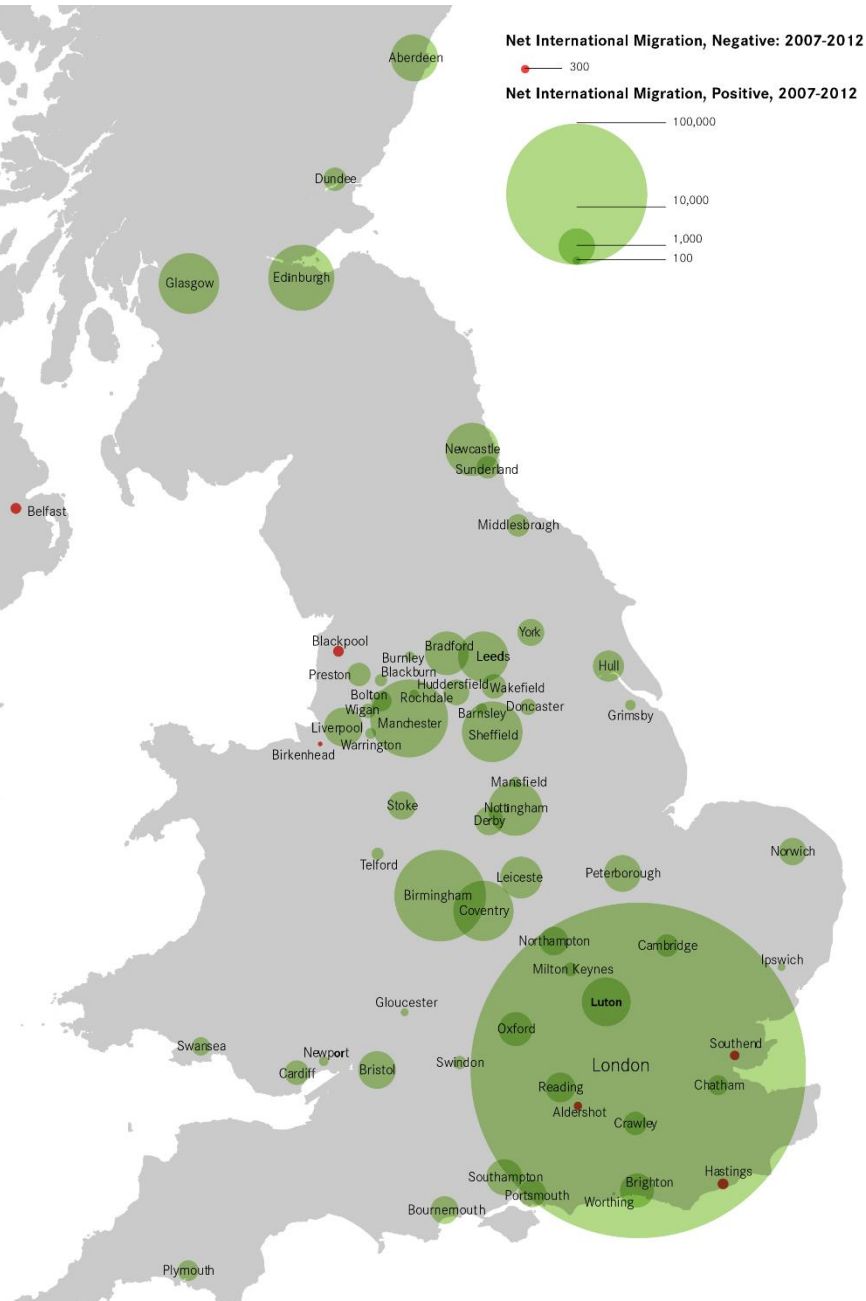 Net International Migration, Negative: 2007-2012
300
Net International Migration, Positive, 2007-2012
100,000
10,000
1,000
100
Aberdeen
Dundee
Glasgow
Edinburgh
Newcastle
Sunderland
Belfast
Middlesbrough
York
Blackpool
Bradford
Leeds
Burnley
Hull
Preston
Blackburn
Huddersfield
Wakefield
Bolton
Rochdale
Doncaster
Wigan
Barnsley
Grimsby
Liverpool
Manchester
Sheffield
Warrington
Birkenhead
Mansfield
Stoke
Nottingham
Derby
Norwich
Telford
Peterborough
Leiceste
Birmingham
Coventry
Northampton
Cambridge
Ipswich
Milton Keynes
Gloucester
Luton
Oxford
Swansea
Southend
Newport
Swindon
London
Cardiff
Bristol
Reading
Chatham
Aldershot
Crawley
Hastings
Southampton
Brighton
Portsmouth
Worthing
Bournemouth
Plymouth